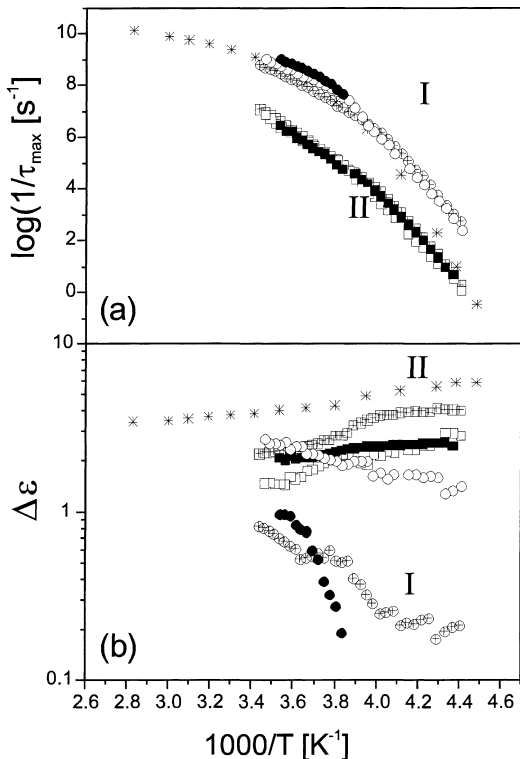 10
8
6
4
2
0
log(1/τmax [s-1]
I
II
(a)
10
1
0.1
Δε
II
I
(b)
2.6 2.8 3.0 3.2 3.4 3.6 3.8 4.0 4.2 4.4
1000/T [K-1]